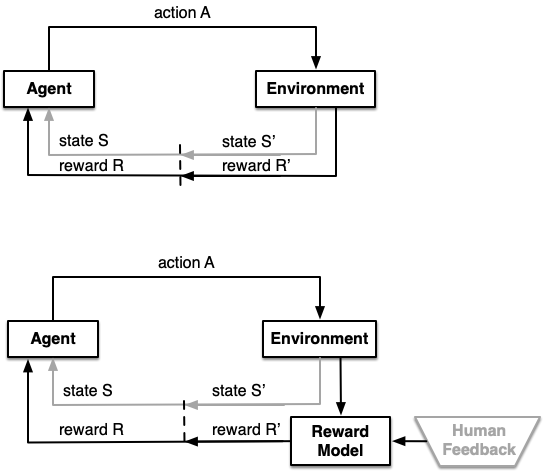 action A
Agent
Environment
state S
state S’
reward R
reward R’
action A
Agent
Environment
state S
state S’
reward R
reward R’
Reward
Model
Human
Feedback